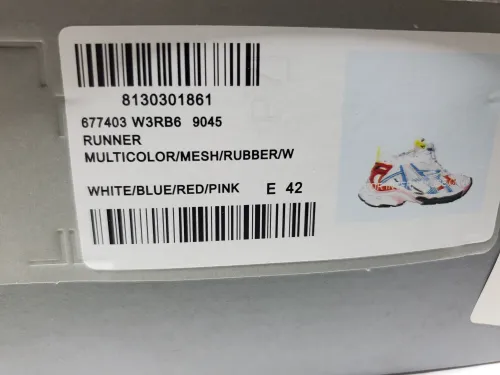 8130301861
677403 W3RB6 9045
RUNNER
MULTICOLOR/MESH/RUBBER/W
WHITE/BLUE/RED/PINK E 42